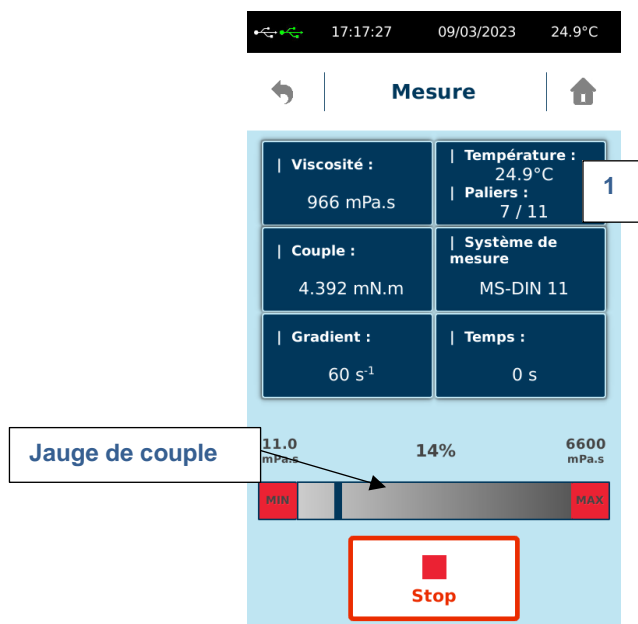 17:17:27 09/03/2023 24.9°C
Mesure
| Viscosité :
966 mPa.s
| Température :
24.9°C
| Paliers :
7 / 11
1
| Couple :
4.392 mN.m
| Système de
mesure
MS-DIN 11
| Gradient :
60 s⁻¹
| Temps :
0 s
Jauge de couple
11.0
mPa.s
14%
6600
mPa.s
MIN
MAX
Stop